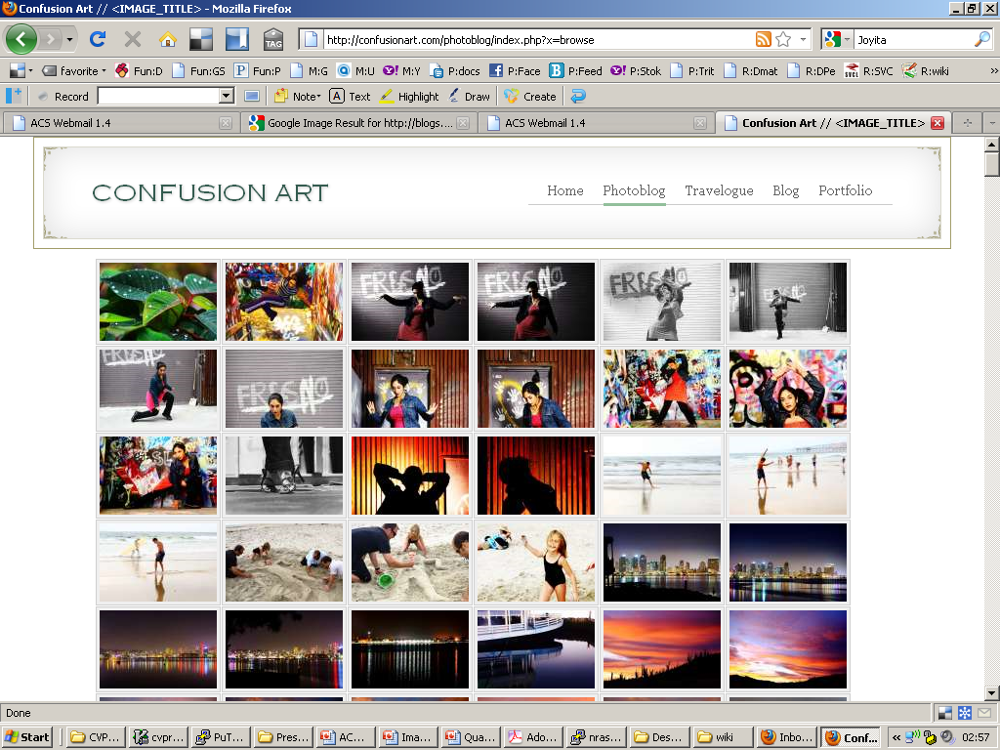 Confusion Art // <IMAGE_TITLE> - Mozilla Firefox
http://confusionart.com/photoblog/index.php?x=browse
Joyita
TAG
favorite Fun:D Fun:GS Fun:P M:G M:U M:Y P:docs P:Face P:Feed P:Stok P:Trit R:Dmat R:DPe R:SVC R:wiki »
Record Note Text Highlight Draw Create
ACS Webmail 1.4 Google Image Result for http://blogs.... ACS Webmail 1.4 Confusion Art // <IMAGE_TITLE>
CONFUSION ART
Home Photoblog Travelogue Blog Portfolio
FRESNO
FRESNO
FRESNO
FRESNO
FRESNO
Done
Start CVP... cvpr... PuT... Pres... AC... Ima... Qua... Ado... nras... Des... wiki Inbo... Conf... « 02:57